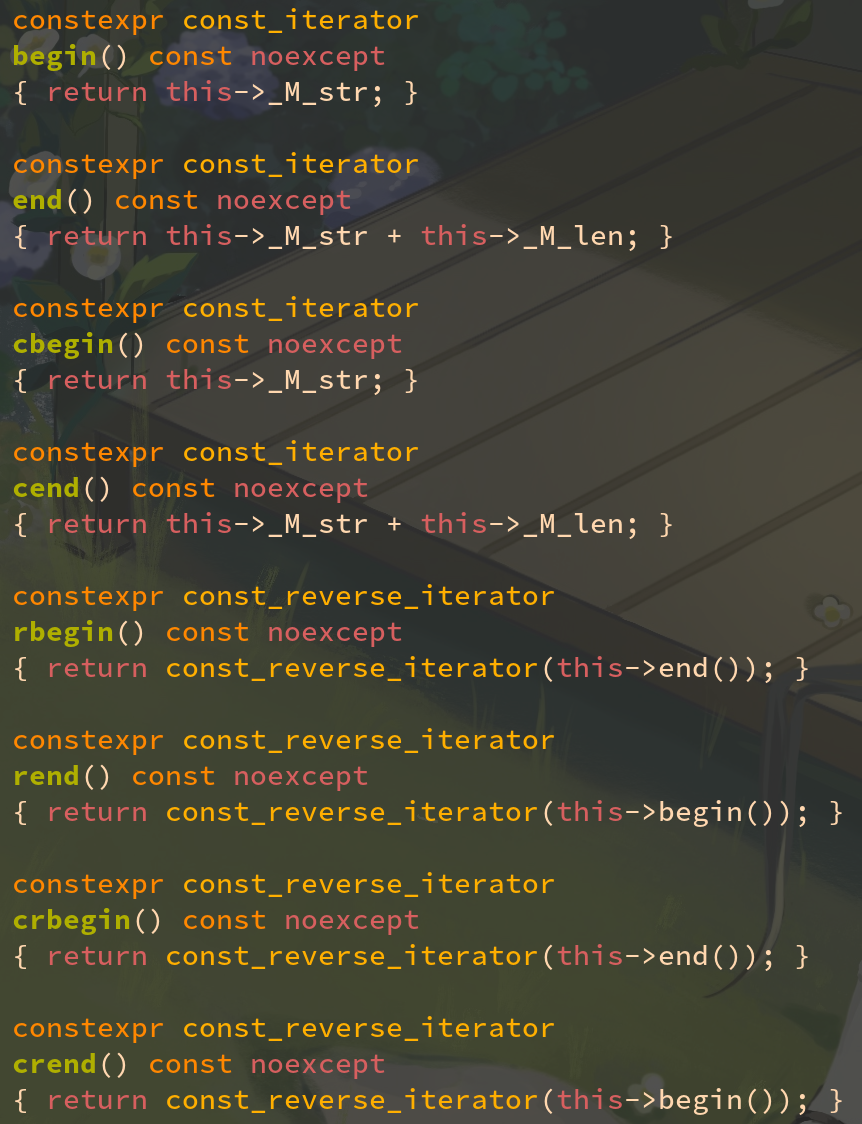 constexpr const_iterator
begin() const noexcept
{ return this->_M_str; }

constexpr const_iterator
end() const noexcept
{ return this->_M_str + this->_M_len; }

constexpr const_iterator
cbegin() const noexcept
{ return this->_M_str; }

constexpr const_iterator
cend() const noexcept
{ return this->_M_str + this->_M_len; }

constexpr const_reverse_iterator
rbegin() const noexcept
{ return const_reverse_iterator(this->end()); }

constexpr const_reverse_iterator
rend() const noexcept
{ return const_reverse_iterator(this->begin()); }

constexpr const_reverse_iterator
crbegin() const noexcept
{ return const_reverse_iterator(this->end()); }

constexpr const_reverse_iterator
crend() const noexcept
{ return const_reverse_iterator(this->begin()); }